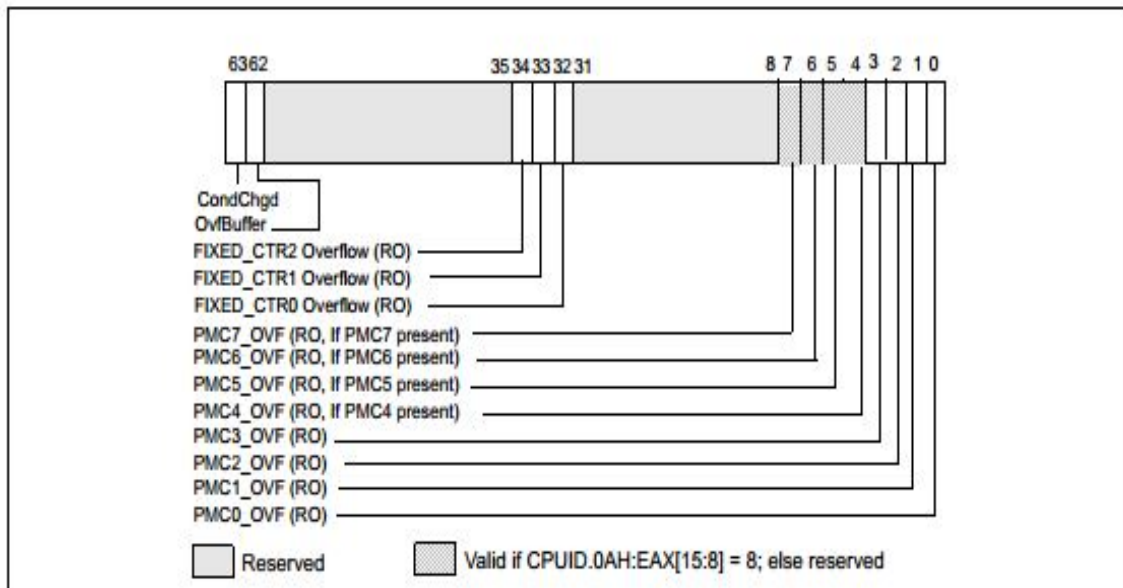 63 62 35 34 33 32 31 8 7 6 5 4 3 2 1 0
CondChgd
OvfBuffer
FIXED_CTR2 Overflow (RO)
FIXED_CTR1 Overflow (RO)
FIXED_CTR0 Overflow (RO)
PMC7_OVF (RO, If PMC7 present)
PMC6_OVF (RO, If PMC6 present)
PMC5_OVF (RO, If PMC5 present)
PMC4_OVF (RO, If PMC4 present)
PMC3_OVF (RO)
PMC2_OVF (RO)
PMC1_OVF (RO)
PMC0_OVF (RO)
Reserved Valid if CPUID.0AH:EAX[15:8] = 8; else reserved